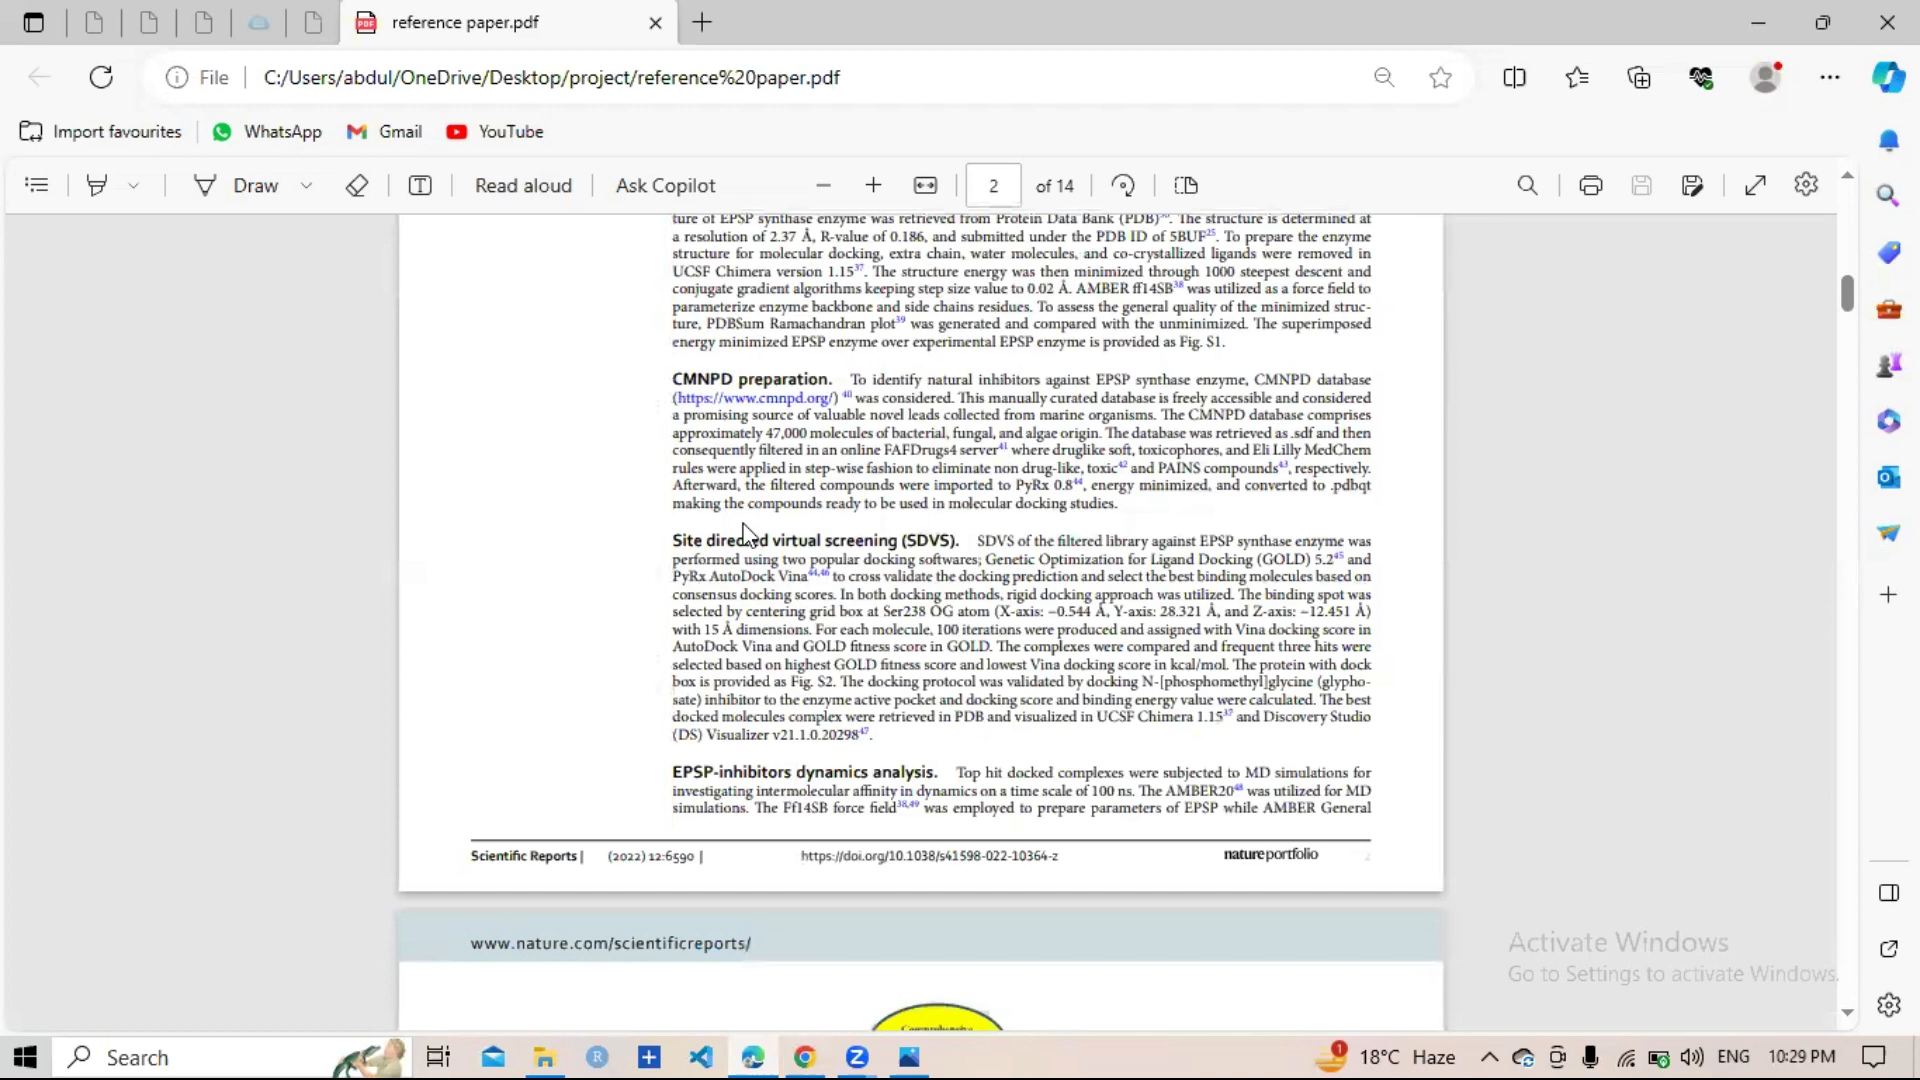 reference paper.pdf
File
C:/Users/abdul/OneDrive/Desktop/project/reference%20paper.pdf
Import favourites
WhatsApp
Gmail
YouTube
Draw
Read aloud
Ask Copilot
2
of 14
ture of EPSP synthase enzyme was retrieved from Protein Data Bank (PDB)36. The structure is determined at
a resolution of 2.37 Å, R-value of 0.186, and submitted under the PDB ID of 5BUF25. To prepare the enzyme
structure for molecular docking, extra chain, water molecules, and co-crystallized ligands were removed in
UCSF Chimera version 1.1537. The structure energy was then minimized through 1000 steepest descent and
conjugate gradient algorithms keeping step size value to 0.02 Å. AMBER ff14SB38 was utilized as a force field to
parameterize enzyme backbone and side chains residues. To assess the general quality of the minimized struc-
ture, PDBSum Ramachandran plot39 was generated and compared with the unminimized. The superimposed
energy minimized EPSP enzyme over experimental EPSP enzyme is provided as Fig. S1.
CMNPD preparation. To identify natural inhibitors against EPSP synthase enzyme, CMNPD database
(https://www.cmnpd.org/) 40 was considered. This manually curated database is freely accessible and considered
a promising source of valuable novel leads collected from marine organisms. The CMNPD database comprises
approximately 47,000 molecules of bacterial, fungal, and algae origin. The database was retrieved as .sdf and then
consequently filtered in an online FAFDrugs4 server41 where druglike soft, toxicophores, and Eli Lilly MedChem
rules were applied in step-wise fashion to eliminate non drug-like, toxic42 and PAINS compounds43, respectively.
Afterward, the filtered compounds were imported to PyRx 0.844, energy minimized, and converted to .pdbqt
making the compounds ready to be used in molecular docking studies.
Site directed virtual screening (SDVS). SDVS of the filtered library against EPSP synthase enzyme was
performed using two popular docking softwares; Genetic Optimization for Ligand Docking (GOLD) 5.245 and
PyRx AutoDock Vina44,46 to cross validate the docking prediction and select the best binding molecules based on
consensus docking scores. In both docking methods, rigid docking approach was utilized. The binding spot was
selected by centering grid box at Ser238 OG atom (X-axis: −0.544 Å, Y-axis: 28.321 Å, and Z-axis: −12.451 Å)
with 15 Å dimensions. For each molecule, 100 iterations were produced and assigned with Vina docking score in
AutoDock Vina and GOLD fitness score in GOLD. The complexes were compared and frequent three hits were
selected based on highest GOLD fitness score and lowest Vina docking score in kcal/mol. The protein with dock
box is provided as Fig. S2. The docking protocol was validated by docking N-[phosphomethyl]glycine (glypho-
sate) inhibitor to the enzyme active pocket and docking score and binding energy value were calculated. The best
docked molecules complex were retrieved in PDB and visualized in UCSF Chimera 1.1537 and Discovery Studio
(DS) Visualizer v21.1.0.2029847.
EPSP-inhibitors dynamics analysis. Top hit docked complexes were subjected to MD simulations for
investigating intermolecular affinity in dynamics on a time scale of 100 ns. The AMBER2048 was utilized for MD
simulations. The Ff14SB force field38,49 was employed to prepare parameters of EPSP while AMBER General
Scientific Reports | (2022) 12:6590 | https://doi.org/10.1038/s41598-022-10364-z natureportfolio
2
www.nature.com/scientificreports/
Comprehensive
Activate Windows
Go to Settings to activate Windows.
Search
1
18°C Haze
ENG
10:29 PM